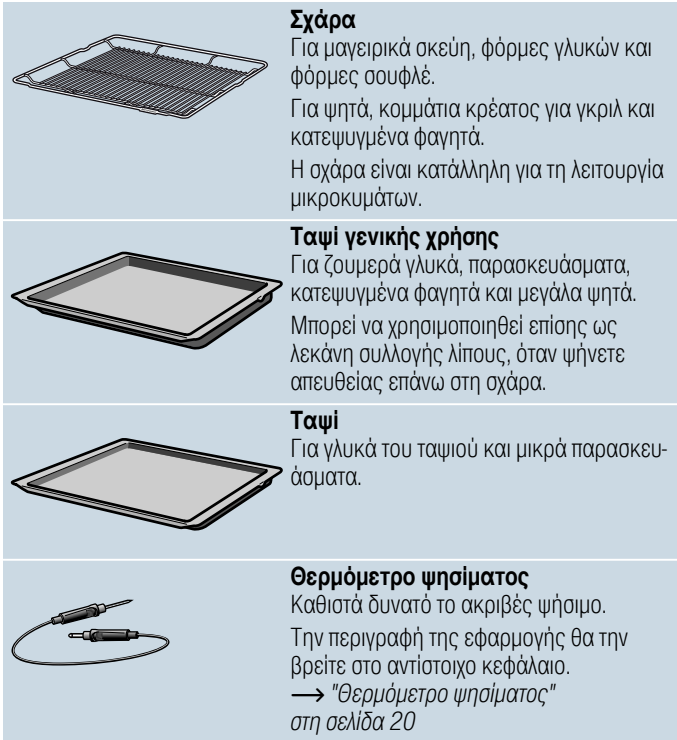 Σχάρα
Για μαγειρικά σκεύη, φόρμες γλυκών και
φόρμες σουφλέ.
Για ψητά, κομμάτια κρέατος για γκριλ και
κατεψυγμένα φαγητά.
Η σχάρα είναι κατάλληλη για τη λειτουργία
μικροκυμάτων.
Ταψί γενικής χρήσης
Για ζουμερά γλυκά, παρασκευάσματα,
κατεψυγμένα φαγητά και μεγάλα ψητά.
Μπορεί να χρησιμοποιηθεί επίσης ως
λεκάνη συλλογής λίπους, όταν ψήνετε
απευθείας επάνω στη σχάρα.
Ταψί
Για γλυκά του ταψιού και μικρά παρασκευ-
άσματα.
Θερμόμετρο ψησίματος
Καθιστά δυνατό το ακριβές ψήσιμο.
Την περιγραφή της εφαρμογής θα την
βρείτε στο αντίστοιχο κεφάλαιο.
→ "Θερμόμετρο ψησίματος"
στη σελίδα 20